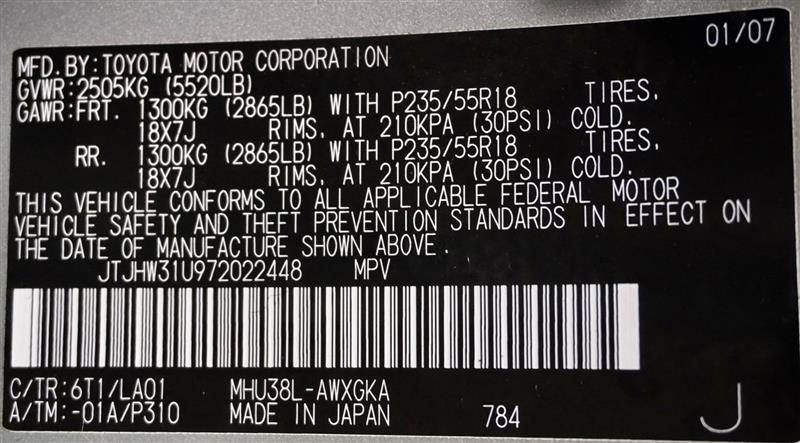 01/07
MFD.BY:TOYOTA MOTOR CORPORATION
GVWR:2505KG (5520LB)
GAWR:FRT. 1300KG (2865LB) WITH P235/55R18 TIRES,
18X7J RIMS, AT 210KPA (30PSI) COLD.
RR. 1300KG (2865LB) WITH P235/55R18 TIRES,
18X7J RIMS, AT 210KPA (30PSI) COLD.
THIS VEHICLE CONFORMS TO ALL APPLICABLE FEDERAL MOTOR
VEHICLE SAFETY AND THEFT PREVENTION STANDARDS IN EFFECT ON
THE DATE OF MANUFACTURE SHOWN ABOVE.
JTJHW31U972022448 MPV
C/TR:6T1/LA01 MHU38L-AWXGKA
A/TM:-01A/P310 MADE IN JAPAN 784 J